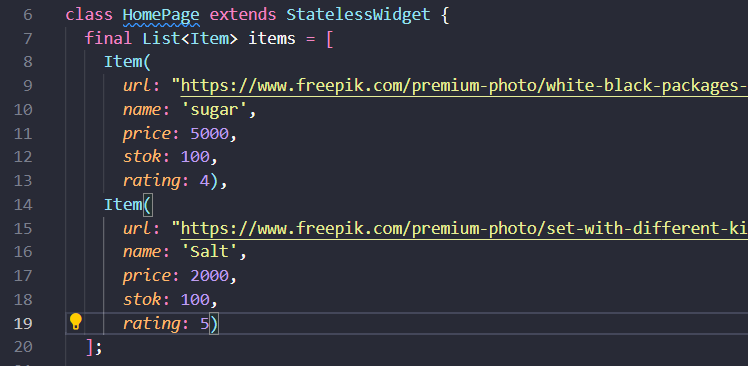 6 class HomePage extends StatelessWidget {
7 final List<Item> items = [
8 Item(
9 url: "https://www.freepik.com/premium-photo/white-black-packages-
10 name: 'sugar',
11 price: 5000,
12 stok: 100,
13 rating: 4),
14 Item(
15 url: "https://www.freepik.com/premium-photo/set-with-different-ki
16 name: 'Salt',
17 price: 2000,
18 stok: 100,
19 rating: 5)
20 ];